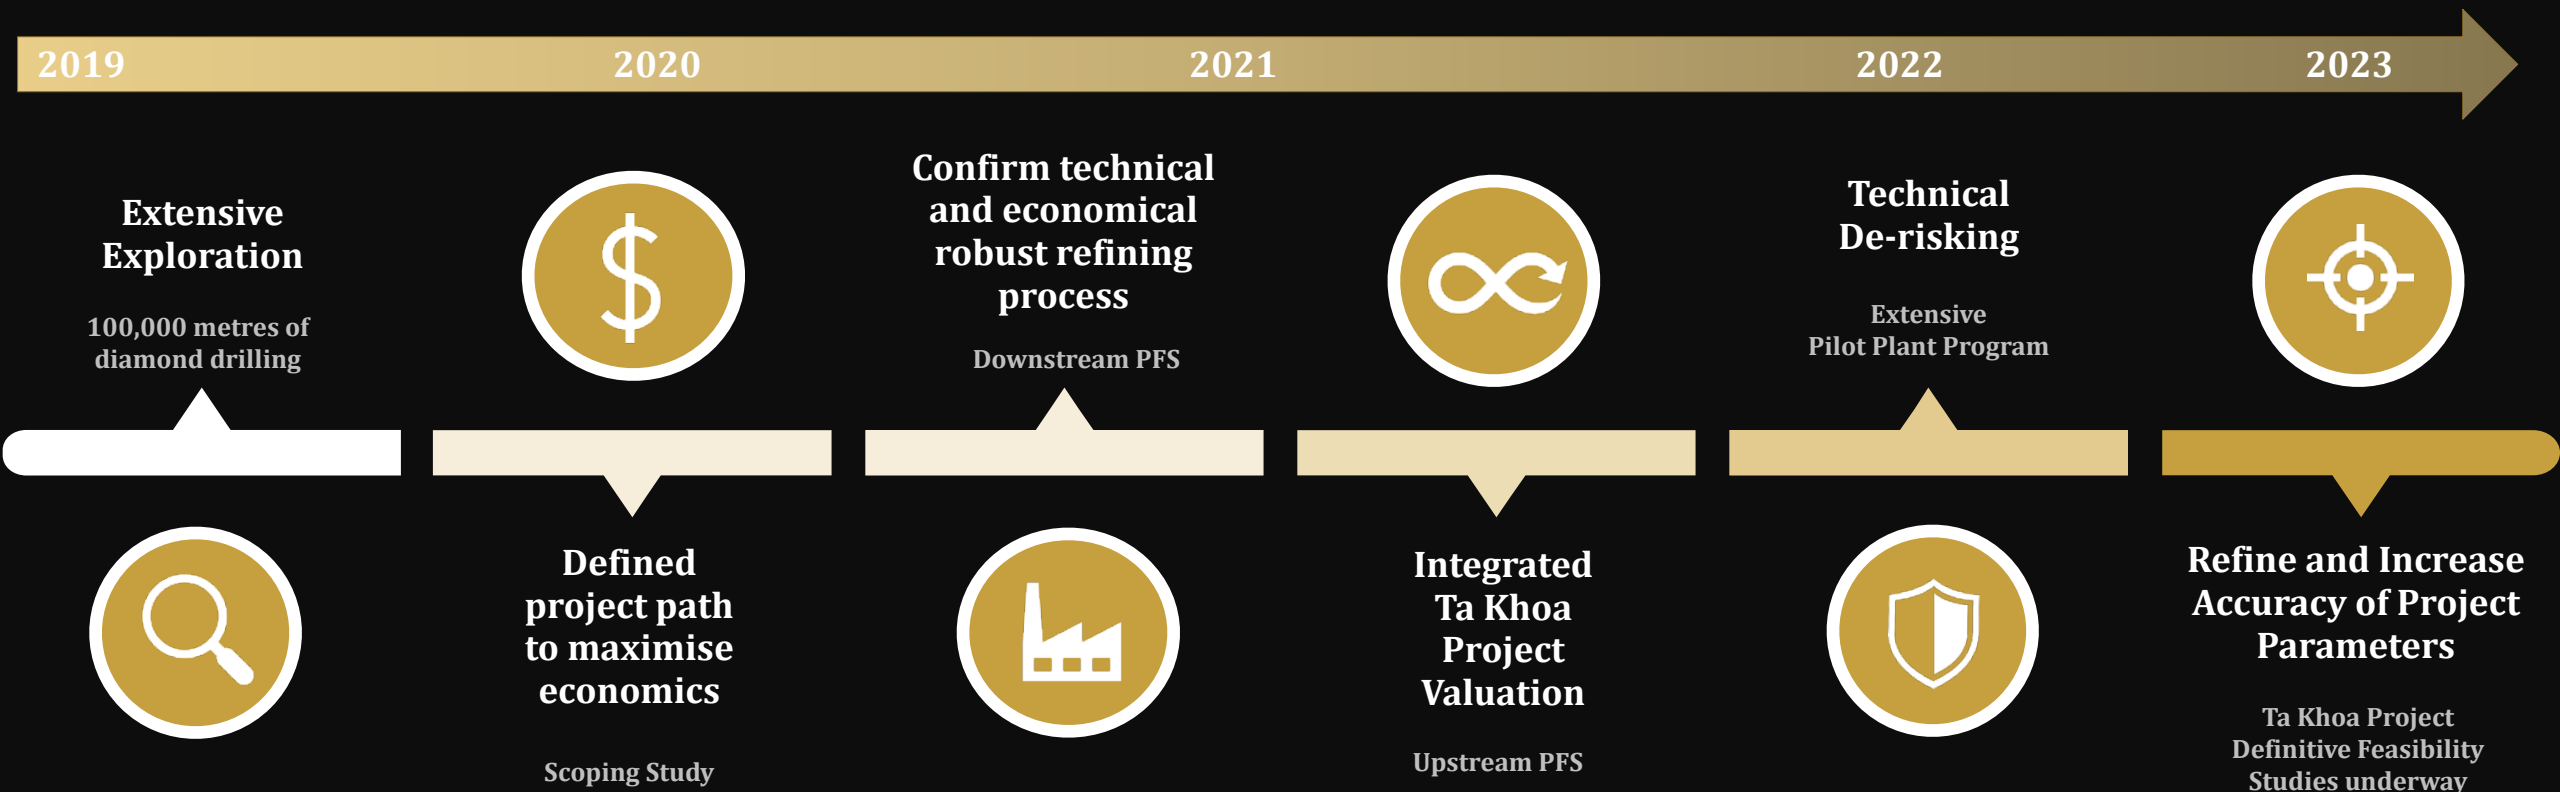 2019
2020
2021
2022
2023
Extensive
Exploration
100,000 metres of
diamond drilling
Defined
project path
to maximise
economics
Scoping Study
Confirm technical
and economical
robust refining
process
Downstream PFS
Integrated
Ta Khoa
Project
Valuation
Upstream PFS
Technical
De-risking
Extensive
Pilot Plant Program
Refine and Increase
Accuracy of Project
Parameters
Ta Khoa Project
Definitive Feasibility
Studies underway